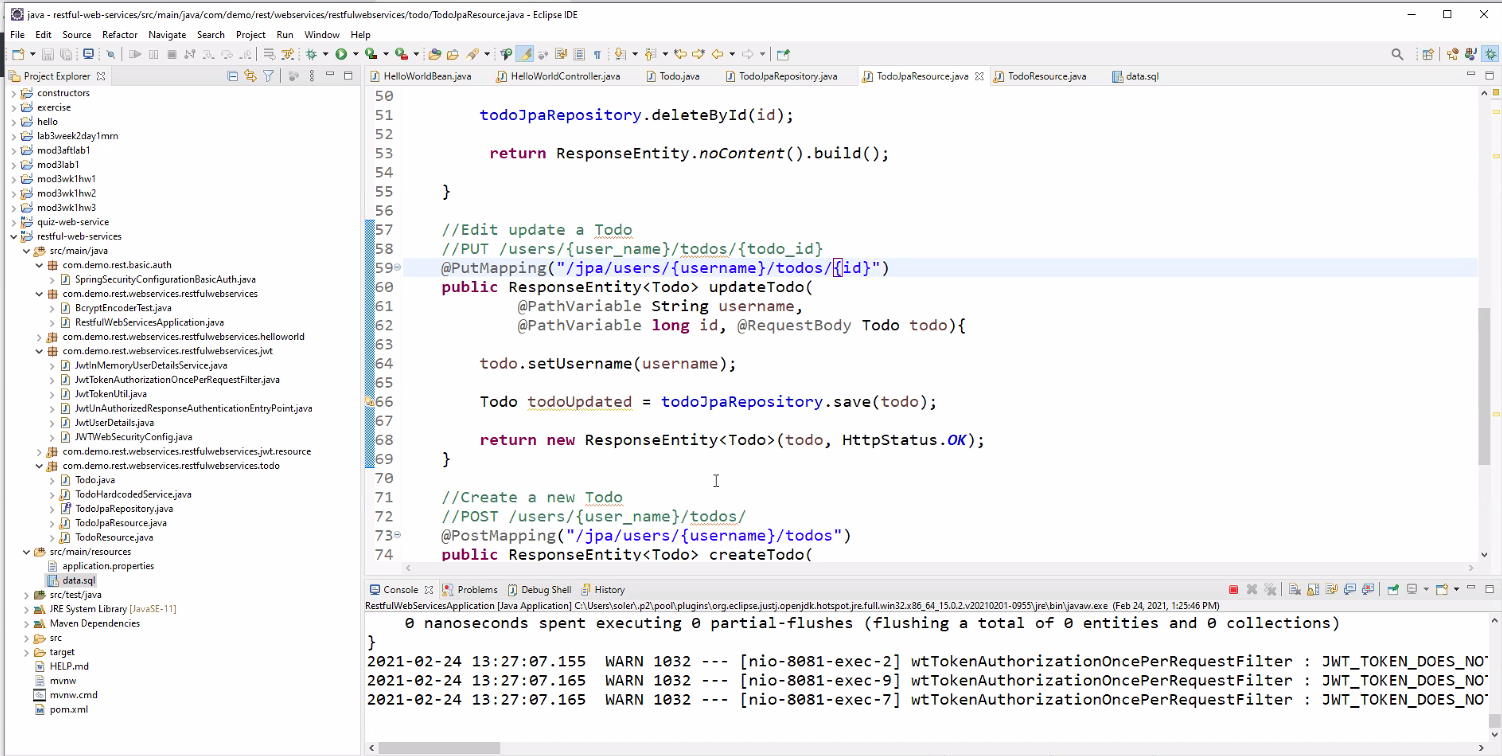 java - restful-web-services/src/main/java/com/demo/rest/webservices/restfulwebservices/todo/TodoJpaResource.java - Eclipse IDE
File Edit Source Refactor Navigate Search Project Run Window Help
Project Explorer
constructors
exercise
hello
lab3week2day1mrn
mod3aftlab1
mod3lab1
mod3wk1hw1
mod3wk1hw2
mod3wk1hw3
quiz-web-service
restful-web-services
src/main/java
com.demo.rest.basic.auth
SpringSecurityConfigurationBasicAuth.java
com.demo.rest.webservices.restfulwebservices
BcryptEncoderTest.java
RestfulWebServicesApplication.java
com.demo.rest.webservices.restfulwebservices.helloworld
com.demo.rest.webservices.restfulwebservices.jwt
JwtInMemoryUserDetailsService.java
JwtTokenAuthorizationOncePerRequestFilter.java
JwtTokenUtil.java
JwtUnAuthorizedResponseAuthenticationEntryPoint.java
JwtUserDetails.java
JWTWebSecurityConfig.java
com.demo.rest.webservices.restfulwebservices.jwt.resource
com.demo.rest.webservices.restfulwebservices.todo
Todo.java
TodoHardcodedService.java
TodoJpaRepository.java
TodoJpaResource.java
TodoResource.java
src/main/resources
application.properties
data.sql
src/test/java
JRE System Library [JavaSE-11]
Maven Dependencies
src
target
HELP.md
mvnw
mvnw.cmd
pom.xml
HelloWorldBean.java HelloWorldController.java Todo.java TodoJpaRepository.java TodoJpaResource.java TodoResource.java data.sql
50
51 todoJpaRepository.deleteById(id);
52
53 return ResponseEntity.noContent().build();
54
55 }
56
57 //Edit update a Todo
58 //PUT /users/{user_name}/todos/{todo_id}
59 @PutMapping("/jpa/users/{username}/todos/{id}")
60 public ResponseEntity<Todo> updateTodo(
61 @PathVariable String username,
62 @PathVariable long id, @RequestBody Todo todo){
63
64 todo.setUsername(username);
65
66 Todo todoUpdated = todoJpaRepository.save(todo);
67
68 return new ResponseEntity<Todo>(todo, HttpStatus.OK);
69 }
70
71 //Create a new Todo
72 //POST /users/{user_name}/todos/
73 @PostMapping("/jpa/users/{username}/todos")
74 public ResponseEntity<Todo> createTodo(
Console Problems Debug Shell History
RestfulWebServicesApplication [Java Application] C:\Users\soler\.p2\pool\plugins\org.eclipse.justj.openjdk.hotspot.jre.full.win32.x86_64_15.0.2.v20210201-0955\jre\bin\javaw.exe (Feb 24, 2021, 1:25:46 PM)
0 nanoseconds spent executing 0 partial-flushes (flushing a total of 0 entities and 0 collections)
}
2021-02-24 13:27:07.155 WARN 1032 --- [nio-8081-exec-2] wtTokenAuthorizationOncePerRequestFilter : JWT_TOKEN_DOES_NOT
2021-02-24 13:27:07.165 WARN 1032 --- [nio-8081-exec-9] wtTokenAuthorizationOncePerRequestFilter : JWT_TOKEN_DOES_NOT
2021-02-24 13:27:07.165 WARN 1032 --- [nio-8081-exec-7] wtTokenAuthorizationOncePerRequestFilter : JWT_TOKEN_DOES_NOT